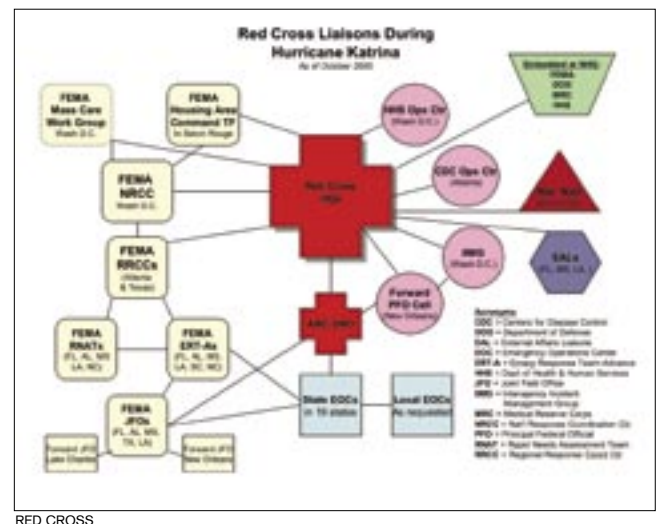 Red Cross Liaisons During
Hurricane Katrina
As of October 2005
FEMA
Mass Care
Work Group
Wash D.C.
FEMA
Housing Area
Command TF
In Baton Rouge
HHS Ops Ctr
(Wash D.C.)
FEMA
DOD
MRC
HHS
CDC Ops Ctr
(Atlanta)
FEMA
NRCC
Wash D.C.
Red Cross
FEMA
RRCCs
(Atlanta
& Texas)
IIMG
(Wash D.C.)
EALs
Forward
PFO Cell
(New Orleans)
FEMA
RNATs
(FL, AL, MS
LA, NC)
FEMA
ERT-As
(FL, AL, MS,
LA, SC, NC)
State EOCs
in 19 states
Local EOCs
As requested
FEMA
JFOs
(FL, AL, MS,
TX, LA)
Forward JFO
Lake Charles
Forward JFO
New Orleans
Acronyms
CDC = Centers for Disease Control
DOD = Department of Defense
EAL = External Affairs Liaisons
EOC = Emergency Operations Center
ERT-A = Emergency Response Team-Advance
HHS = Dept of Health & Human Services
JFO = Joint Field Office
IIMG = Interagency Incident
Management Group
MRC = Medical Reserve Corps
NRCC = Nat'l Response Coordination Ctr
PFO = Principal Federal Official
RNAT = Rapid Needs Assessment Team
RRCC = Regional Response Coord Ctr
RED CROSS